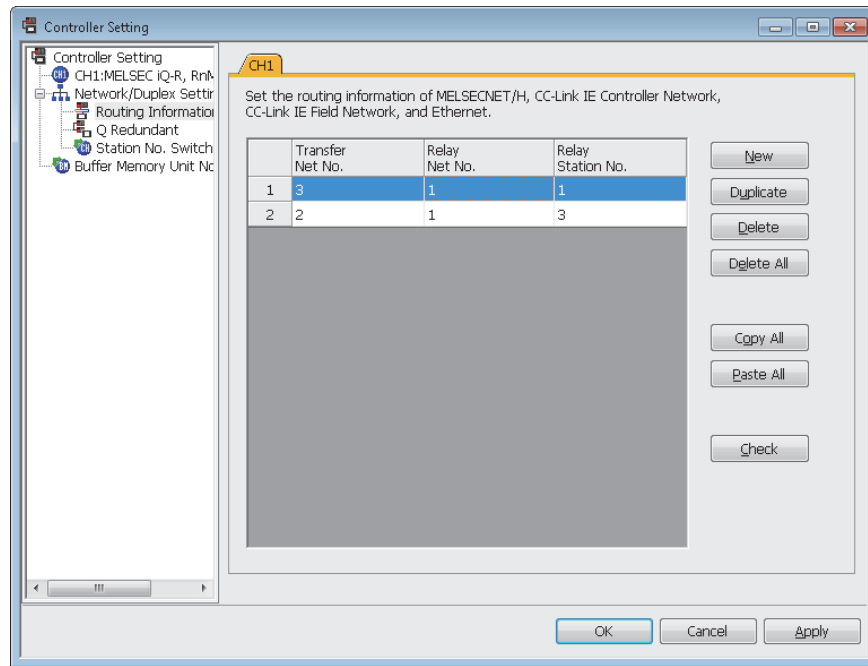 Controller Setting
Controller Setting
CH1:MELSEC iQ-R, RnM
Network/Duplex Settin
Routing Information
Q Redundant
Station No. Switch
Buffer Memory Unit No
CH1
Set the routing information of MELSECNET/H, CC-Link IE Controller Network,
CC-Link IE Field Network, and Ethernet.
Transfer Net No. Relay Net No. Relay Station No.
1 3 1 1
2 2 1 3
New
Duplicate
Delete
Delete All
Copy All
Paste All
Check
OK Cancel Apply